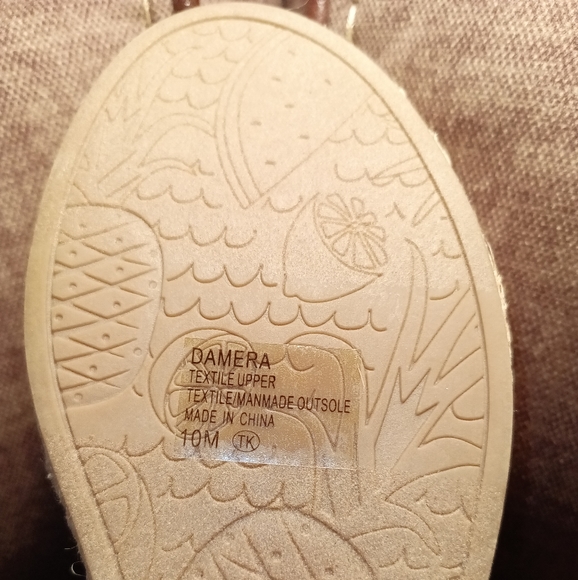 DAMERA
TEXTILE UPPER
TEXTILE/MANMADE OUTSOLE
MADE IN CHINA
10M TK